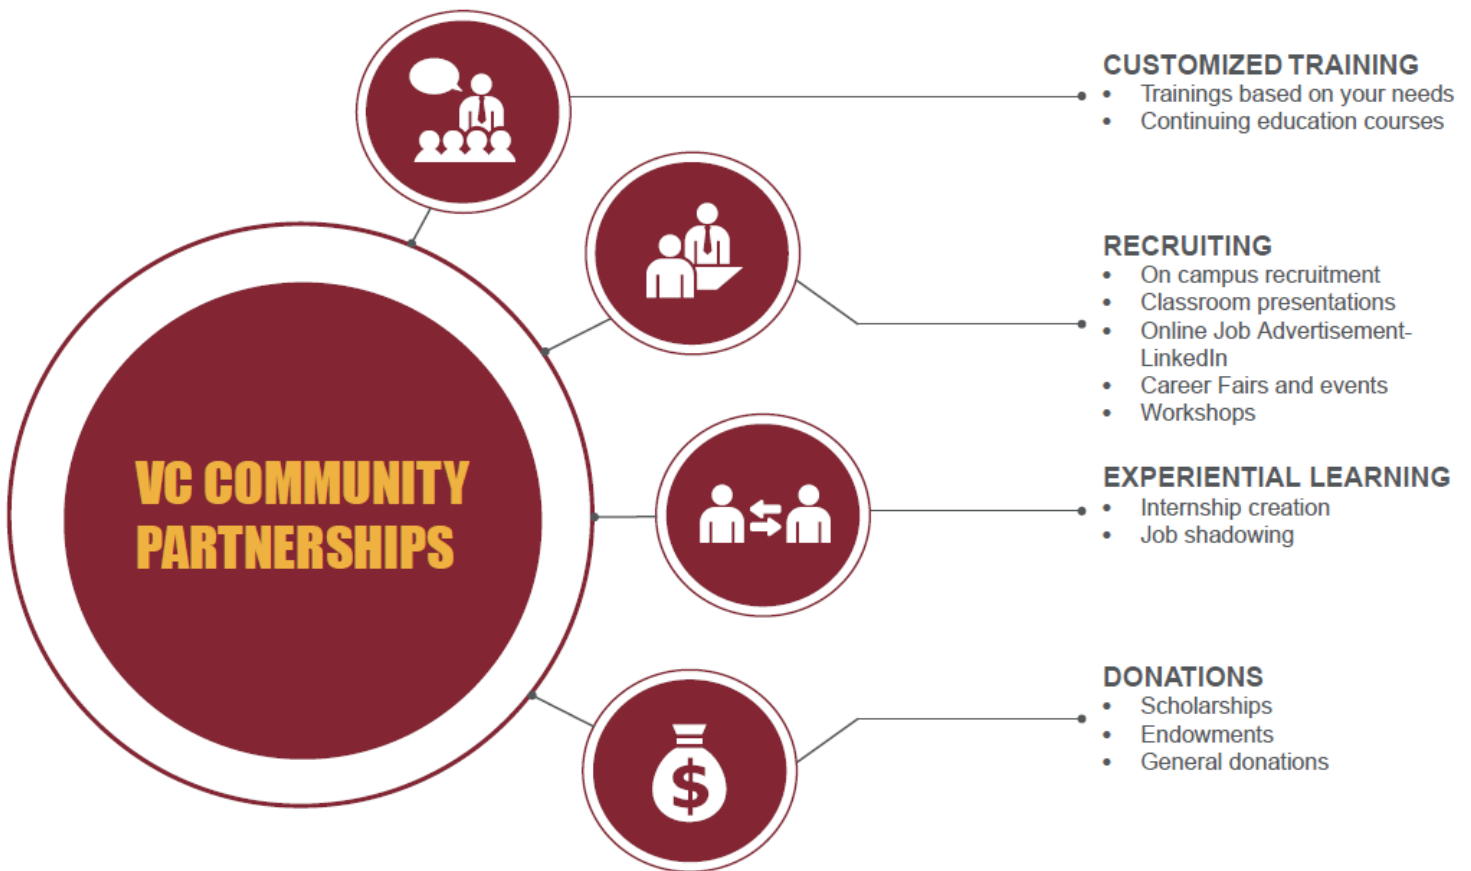 VC COMMUNITY
PARTNERSHIPS
CUSTOMIZED TRAINING
• Trainings based on your needs
• Continuing education courses
RECRUITING
• On campus recruitment
• Classroom presentations
• Online Job Advertisement-
LinkedIn
• Career Fairs and events
• Workshops
EXPERIENTIAL LEARNING
• Internship creation
• Job shadowing
DONATIONS
• Scholarships
• Endowments
• General donations
$